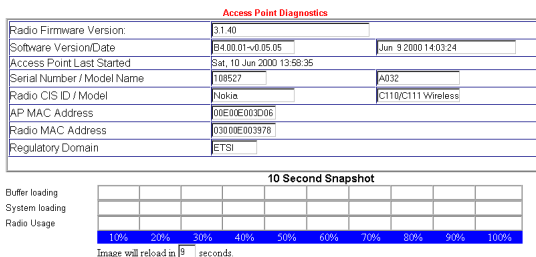 Access Point Diagnostics
Radio Firmware Version: 3.1.40
Software Version/Date B4.00.01-v0.05.05 Jun 9 2000 14:03:24
Access Point Last Started Sat, 10 Jun 2000 13:58:35
Serial Number / Model Name 108527 A032
Radio CIS ID / Model Nokia C110/C111 Wireless
AP MAC Address 00E00E003D06
Radio MAC Address 03000E003978
Regulatory Domain ETSI
10 Second Snapshot
Buffer loading
System loading
Radio Usage
10% 20% 30% 40% 50% 60% 70% 80% 90% 100%
Image will reload in 9 seconds.